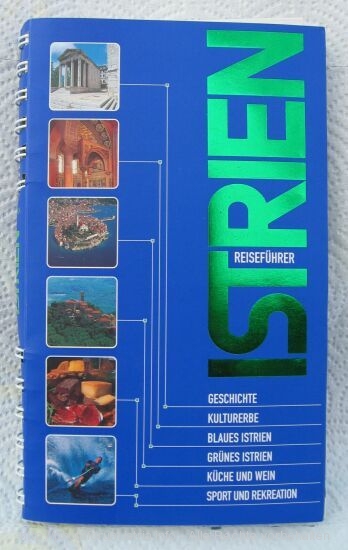 ISTRIEN
REISEFÜHRER
GESCHICHTE
KULTURERBE
BLAUES ISTRIEN
GRÜNES ISTRIEN
KÜCHE UND WEIN
SPORT UND REKREATION